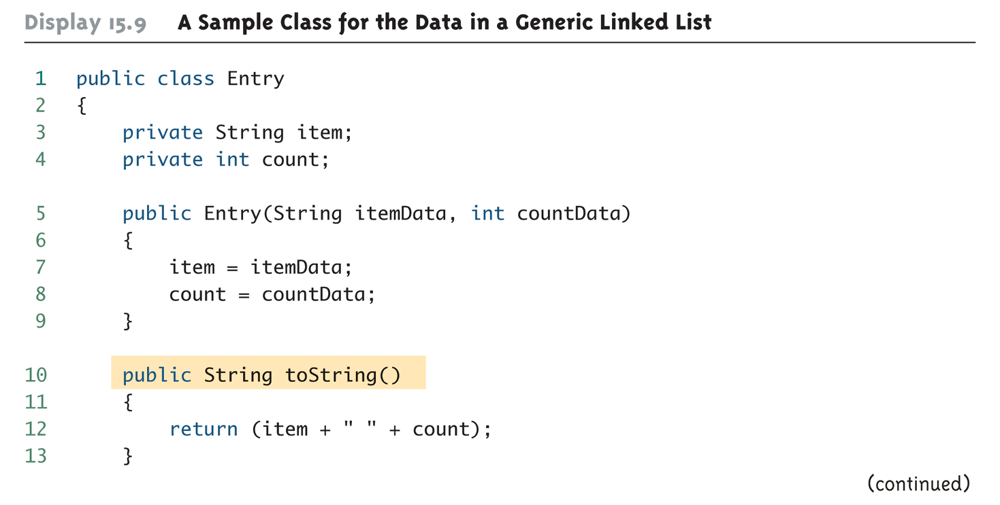 Display 15.9 A Sample Class for the Data in a Generic Linked List
1 public class Entry
2 {
3 private String item;
4 private int count;
5 public Entry(String itemData, int countData)
6 {
7 item = itemData;
8 count = countData;
9 }
10 public String toString()
11 {
12 return (item + " " + count);
13 }
(continued)